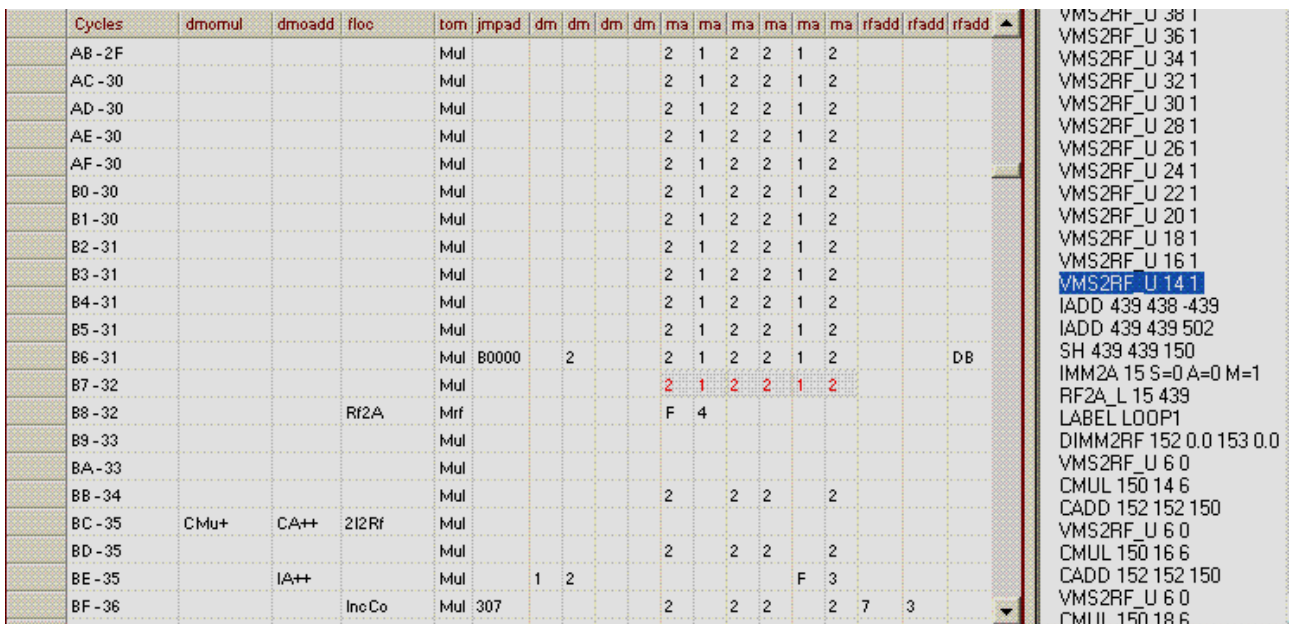 Cycles dmomul dmoadd floc tom jmpad dm dm dm dm ma ma ma ma ma ma rfadd rfadd rfadd
AB-2F Mul 2 1 2 2 1 2
AC-30 Mul 2 1 2 2 1 2
AD-30 Mul 2 1 2 2 1 2
AE-30 Mul 2 1 2 2 1 2
AF-30 Mul 2 1 2 2 1 2
B0-30 Mul 2 1 2 2 1 2
B1-30 Mul 2 1 2 2 1 2
B2-31 Mul 2 1 2 2 1 2
B3-31 Mul 2 1 2 2 1 2
B4-31 Mul 2 1 2 2 1 2
B5-31 Mul 2 1 2 2 1 2
B6-31 Mul B0000 2 2 1 2 2 1 2 DB
B7-32 Mul 2 1 2 2 1 2
B8-32 Rf2A Mrf F 4
B9-33 Mul
BA-33 Mul
BB-34 Mul 2 2 2 2
BC-35 CMu+ CA++ 2I2Rf Mul
BD-35 Mul 2 2 2 2
BE-35 IA++ Mul 1 2 F 3
BF-36 IncCo Mul 307 2 2 2 2 7 3
VMS2RF_U 38 1
VMS2RF_U 36 1
VMS2RF_U 34 1
VMS2RF_U 32 1
VMS2RF_U 30 1
VMS2RF_U 28 1
VMS2RF_U 26 1
VMS2RF_U 24 1
VMS2RF_U 22 1
VMS2RF_U 20 1
VMS2RF_U 18 1
VMS2RF_U 16 1
VMS2RF_U 14 1
IADD 439 438 -439
IADD 439 439 502
SH 439 439 150
IMM2A 15 S=0 A=0 M=1
RF2A_L 15 439
LABEL LOOP1
DIMM2RF 152 0.0 153 0.0
VMS2RF_U 6 0
CMUL 150 14 6
CADD 152 152 150
VMS2RF_U 6 0
CMUL 150 16 6
CADD 152 152 150
VMS2RF_U 6 0
CMUL 150 18 6